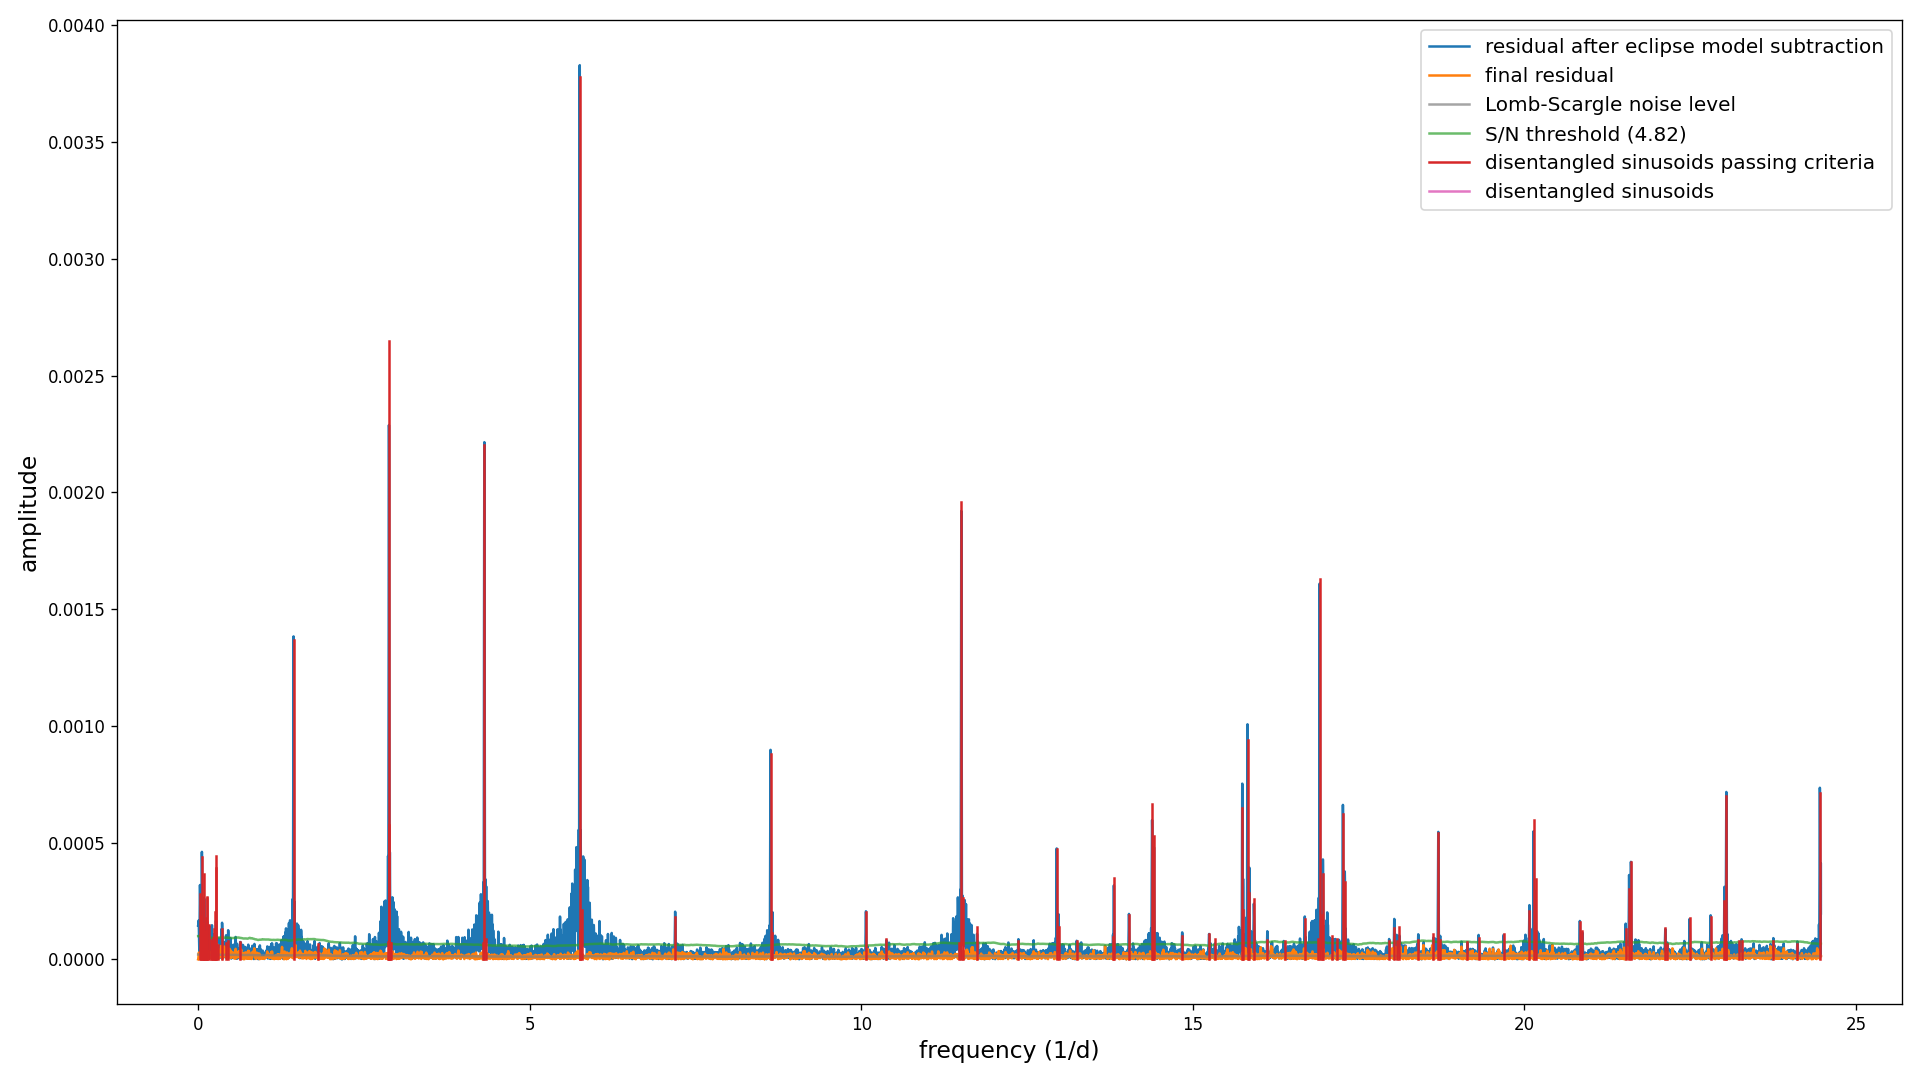 0.0040
0.0035
0.0030
0.0025
0.0020
0.0015
0.0010
0.0005
0.0000
amplitude
residual after eclipse model subtraction
final residual
Lomb-Scargle noise level
S/N threshold (4.82)
disentangled sinusoids passing criteria
disentangled sinusoids
0 5 10 15 20 25
frequency (1/d)